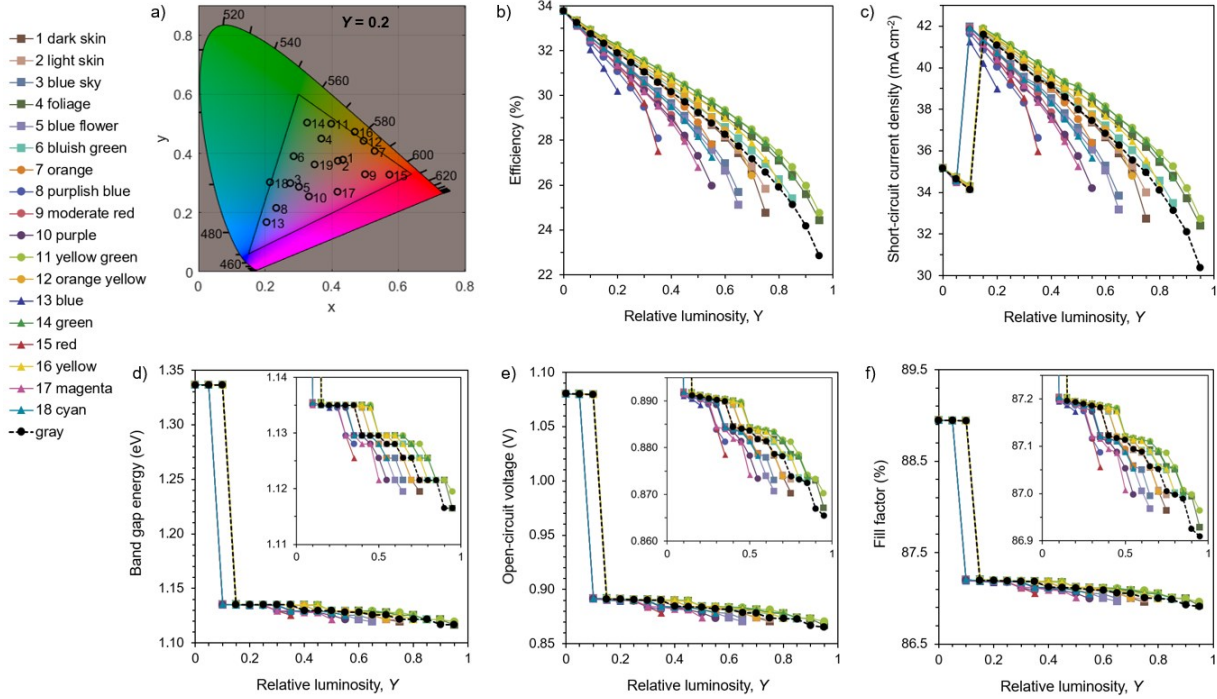 1 dark skin
2 light skin
3 blue sky
4 foliage
5 blue flower
6 bluish green
7 orange
8 purplish blue
9 moderate red
10 purple
11 yellow green
12 orange yellow
13 blue
14 green
15 red
16 yellow
17 magenta
18 cyan
gray
a)
Y = 0.2
520
540
560
580
600
620
480
460
14
11
16
12
7
4
6
19
1
2
18
3
5
9
15
10
17
8
13
0.8
0.6
0.4
0.2
0
0 0.2 0.4 0.6 0.8
y
x
b)
Efficiency (%)
34
32
30
28
26
24
22
0 0.2 0.4 0.6 0.8 1
Relative luminosity, Y
c)
Short-circuit current density (mA cm⁻²)
42
40
38
36
34
32
30
0 0.2 0.4 0.6 0.8 1
Relative luminosity, Y
d)
Band gap energy (eV)
1.35
1.30
1.25
1.20
1.15
1.10
0 0.2 0.4 0.6 0.8 1
Relative luminosity, Y
1.14
1.13
1.12
1.11
0 0.5 1
e)
Open-circuit voltage (V)
1.10
1.05
1.00
0.95
0.90
0.85
0 0.2 0.4 0.6 0.8 1
Relative luminosity, Y
0.890
0.880
0.870
0.860
0 0.5 1
f)
Fill factor (%)
89.5
88.5
87.5
86.5
0 0.2 0.4 0.6 0.8 1
Relative luminosity, Y
87.2
87.1
87.0
86.9
0 0.5 1